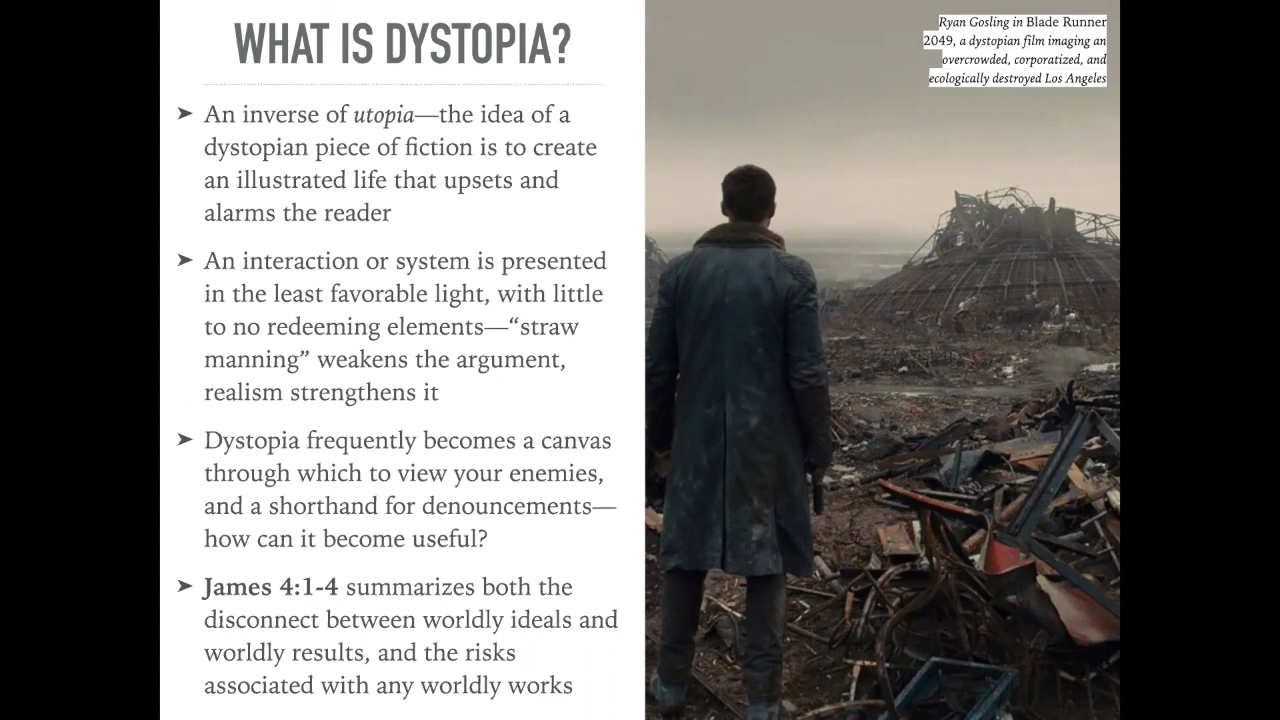 WHAT IS DYSTOPIA?
➤ An inverse of utopia—the idea of a
dystopian piece of fiction is to create
an illustrated life that upsets and
alarms the reader
➤ An interaction or system is presented
in the least favorable light, with little
to no redeeming elements—“straw
manning” weakens the argument,
realism strengthens it
➤ Dystopia frequently becomes a canvas
through which to view your enemies,
and a shorthand for denouncements—
how can it become useful?
➤ James 4:1-4 summarizes both the
disconnect between worldly ideals and
worldly results, and the risks
associated with any worldly works
Ryan Gosling in Blade Runner
2049, a dystopian film imaging an
overcrowded, corporatized, and
ecologically destroyed Los Angeles